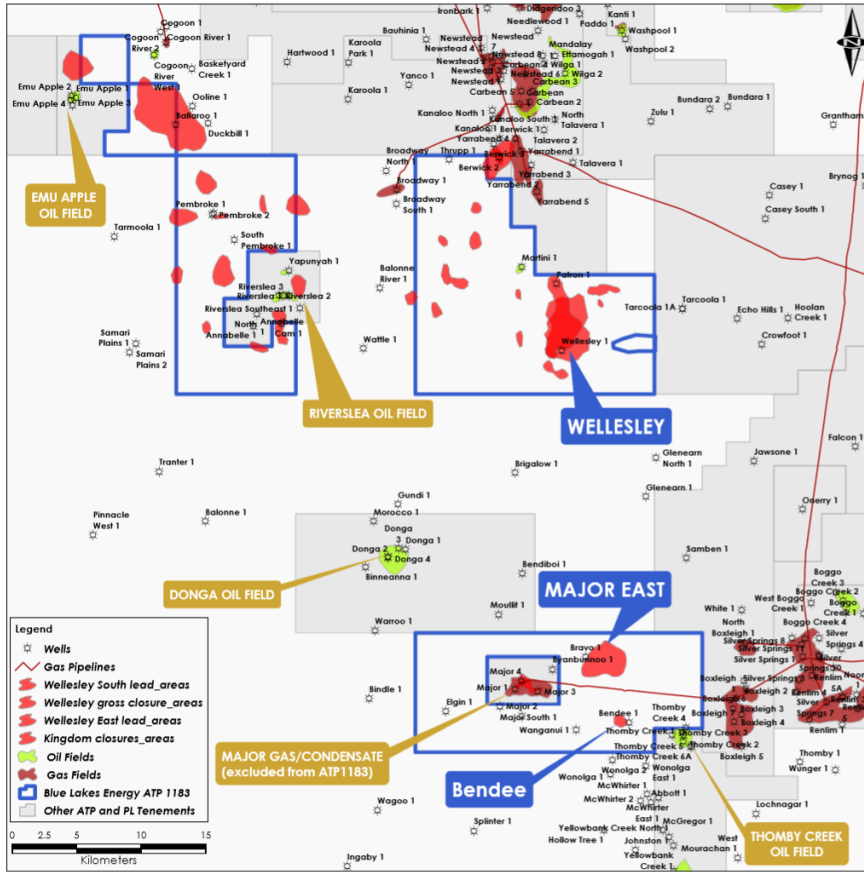 Cogoon 1
Cogoon River 1
Cogoon River 2
Cogoon River West 1
Basketyard Creek 1
Emu Apple 2
Emu Apple 1
Emu Apple 4
Emu Apple 3
Ooline 1
Ballaroo 1
Duckbill 1
Hartwood 1
Karoola Park 1
Karoola 1
Bauhinia 1
Yanco 1
Ironbark
Didgeridoo 3
Needlewood 1
Paddo 1
Kanti 1
Washpool 1
Washpool 2
Newstead 7
Newstead 4
Newstead 8
Mandalay
Ettamogah 1
Newstead 2
Carbean 4
Wilga 1
Newstead 3
Newstead 6
Wilga 2
Newstead 1
Carbean 3
Carbean 5
Carbean 2
Kanaloo North 1
Kanaloo South 1
North Talavera 1
Kanaloo 1
Berwick 1
Talavera 2
Yarrabend 4
Yarrabend 1
Thrupp 1
Berwick 3
Berwick 2
Yarrabend 3
Talavera 1
Yarrabend 2
Yarrabend 5
Zulu 1
Bundara 2
Bundara 1
Grantham
Brynog 1
Casey 1
Casey South 1
N
Broadway North 1
Broadway 1
Broadway South 1
EMU APPLE
OIL FIELD
Tarmoola 1
Pembroke 1
Pembroke 2
South Pembroke 1
Yapunyah 1
Riverslea 3
Riverslea 1
Riverslea 2
Riverslea Southeast 1
North Annabelle 1
Annabelle 1
Cam 1
Balonne River 1
Wattle 1
Samari Plains 1
Samari Plains 2
Martini 1
Patron 1
Wellesley 1
Tarcoola 1A
Tarcoola 1
Echo Hills 1
Hoolan Creek 1
Crowfoot 1
RIVERSLEA OIL FIELD
WELLESLEY
Tranter 1
Pinnacle West 1
Balonne 1
Gundi 1
Morocco 1
Donga 3
Donga 1
Donga 2
Donga 4
Binneanna 1
Brigalow 1
Glenearn North 1
Glenearn 1
Jawsone 1
Falcon 1
Onerry 1
Samben 1
Bendiboi 1
DONGA OIL FIELD
MAJOR EAST
Moullit 1
Warroo 1
White 1
West Boggo Creek 1
Boggo Creek 3
Boggo Creek 2
Boggo Creek 1
Boggo Creek 4
North Boxleigh 1
Boxleigh 1
Silver Springs 8
Silver Springs 4
Silver Springs 1
Renlim 4
Renlim 1
Boxleigh 2
Boxleigh 3
Boxleigh 4
Boxleigh 5
Legend
Wells
Gas Pipelines
Wellesley South lead_areas
Wellesley gross closure_areas
Wellesley East lead_areas
Kingdom closures_areas
Oil Fields
Gas Fields
Blue Lakes Energy ATP 1183
Other ATP and PL Tenements
0 2.5 5 10 15
Kilometers
Bravo 1
Byanbunnoo 1
Major 4
Major 1
Major 3
Major 2
Major South 1
Bindle 1
Elgin 1
Wanganui 1
Bendee 1
Thomby Creek 4
Thomby Creek 1
Thomby Creek 3
Thomby Creek 5
Thomby Creek 2
Thomby Creek 6A
MAJOR GAS/CONDENSATE
(excluded from ATP1183)
Bendee
Wonolga 2
Wonolga 1
Wonolga East 1
McWhirter 1
McWhirter 2
McWhirter East 1
Abbott 1
McGregor 1
Mourachan 1
West
Thomby 1
Wunger 1
Lochnagar 1
THOMBY CREEK
OIL FIELD
Wagoo 1
Splinter 1
Ingaby 1
Yellowbank Creek North 1
Hollow Tree 1
Johnston 1
Yellowbank Creek 1